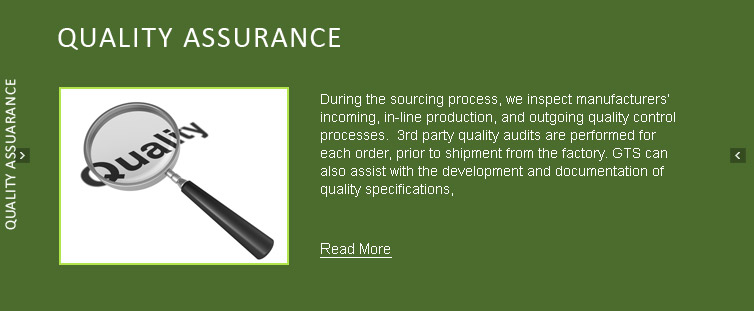 QUALITY ASSURANCE
QUALITY ASSUARANCE
Quality
During the sourcing process, we inspect manufacturers'
incoming, in-line production, and outgoing quality control
processes.  3rd party quality audits are performed for
each order, prior to shipment from the factory. GTS can
also assist with the development and documentation of
quality specifications,
Read More